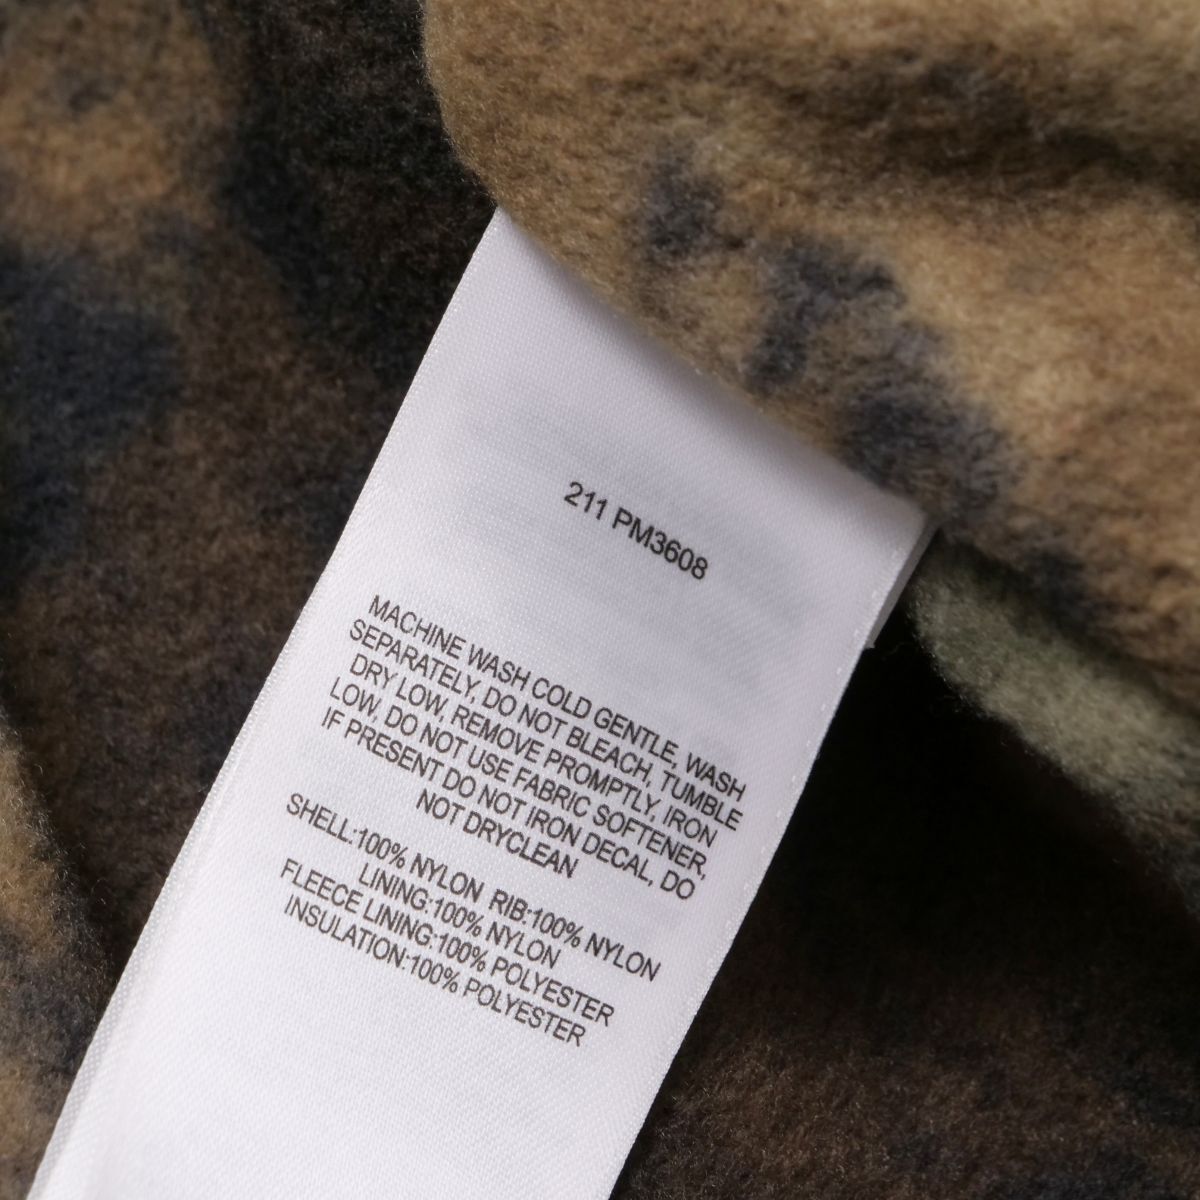 211 PM3608
MACHINE WASH COLD GENTLE, WASH
SEPARATELY, DO NOT BLEACH, TUMBLE
DRY LOW, REMOVE PROMPTLY, IRON
LOW, DO NOT USE FABRIC SOFTENER,
IF PRESENT DO NOT IRON DECAL, DO
NOT DRYCLEAN
SHELL:100% NYLON RIB:100% NYLON
LINING:100% NYLON
FLEECE LINING:100% POLYESTER
INSULATION:100% POLYESTER